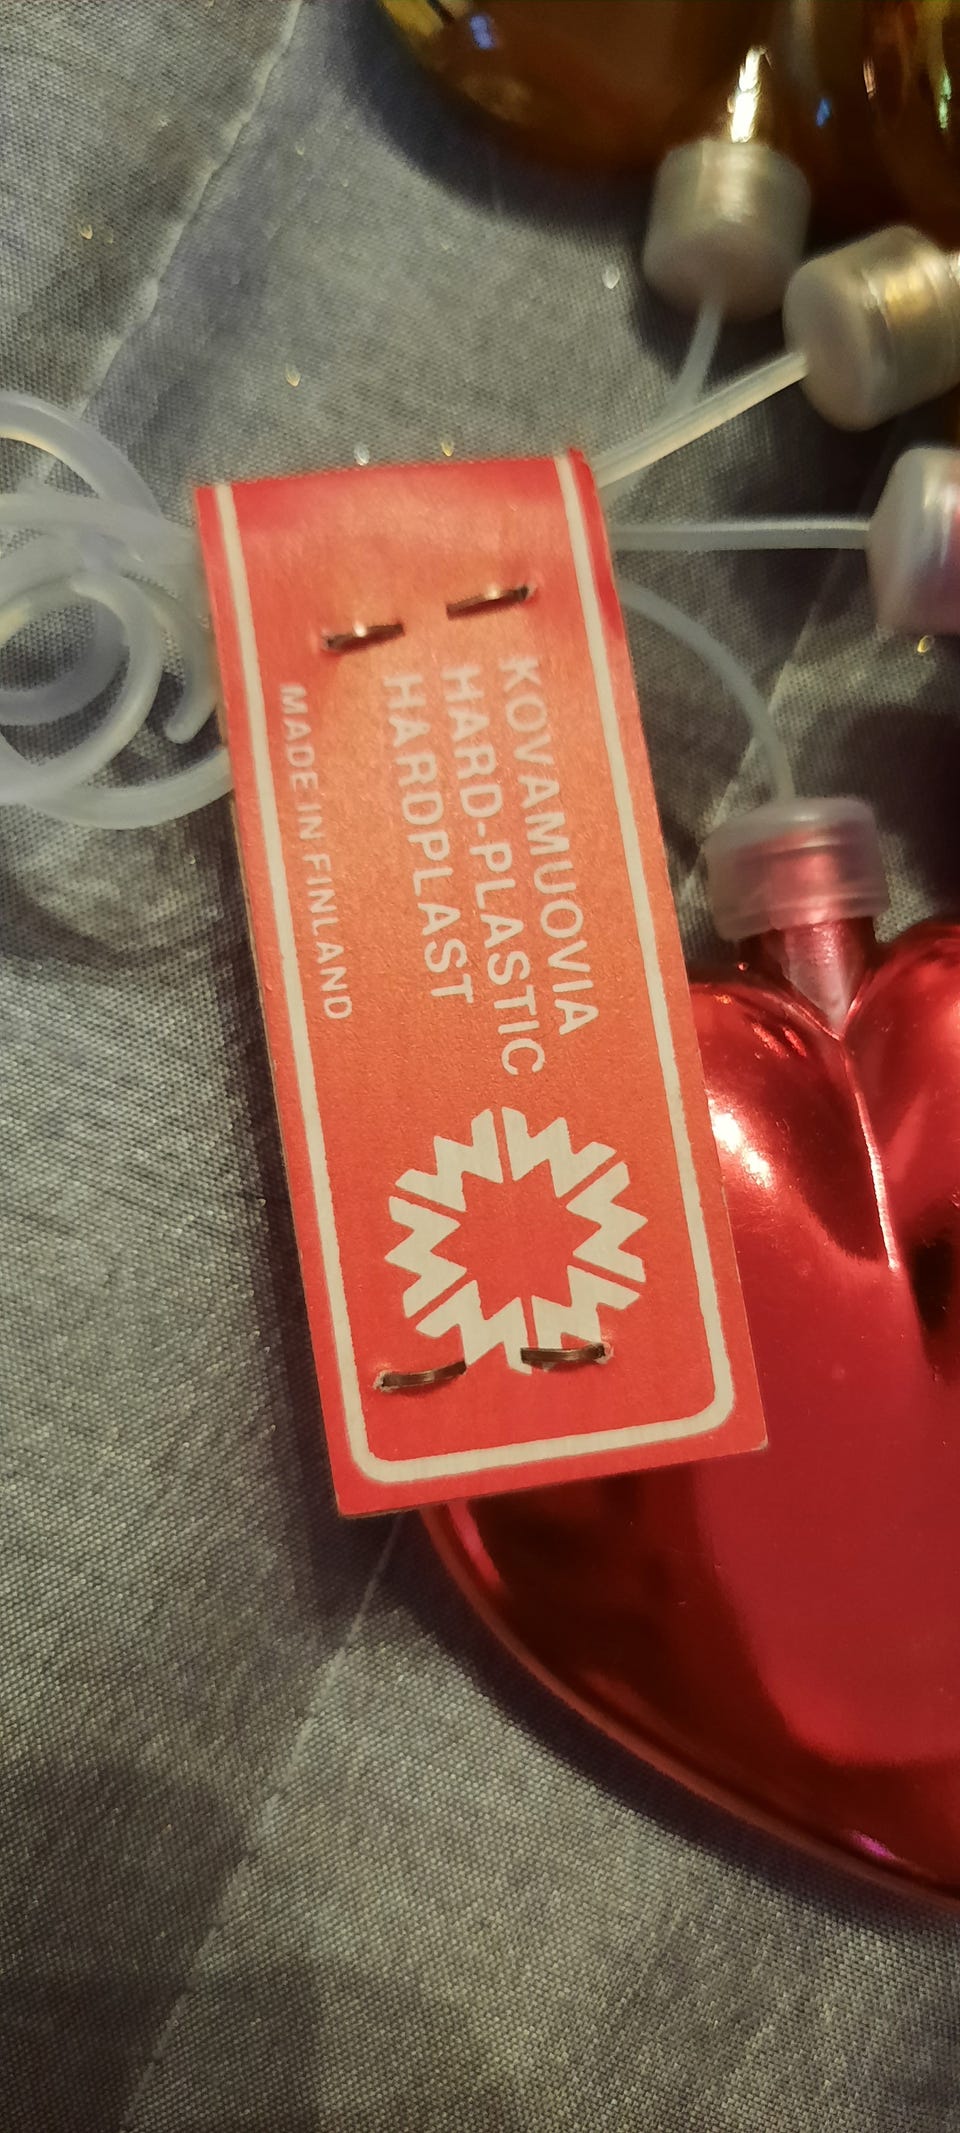 KOVAMUOVIA
HARD-PLASTIC
HARDPLAST
MADE IN FINLAND